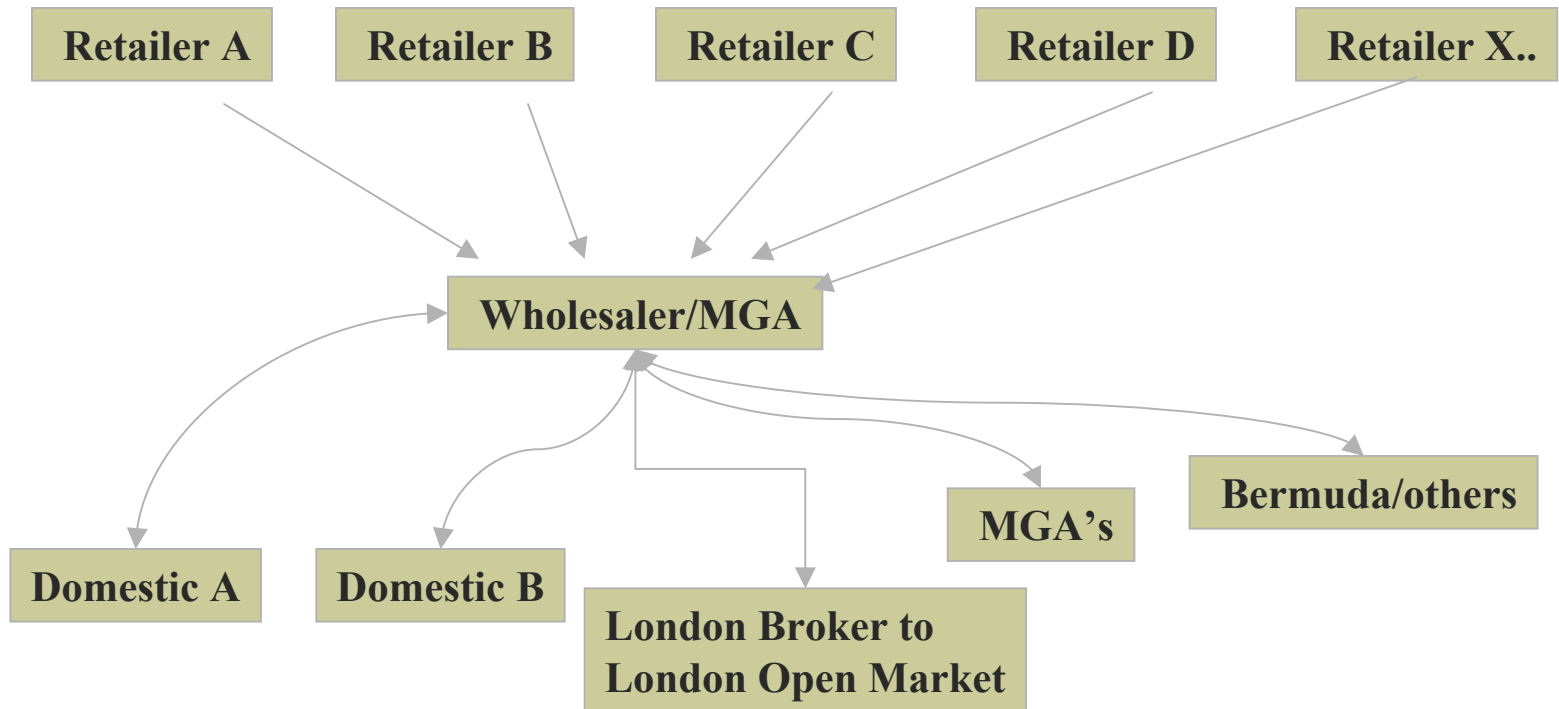 Retailer A
Retailer B
Retailer C
Retailer D
Retailer X..
Wholesaler/MGA
Bermuda/others
MGA’s
Domestic A
Domestic B
London Broker to
London Open Market